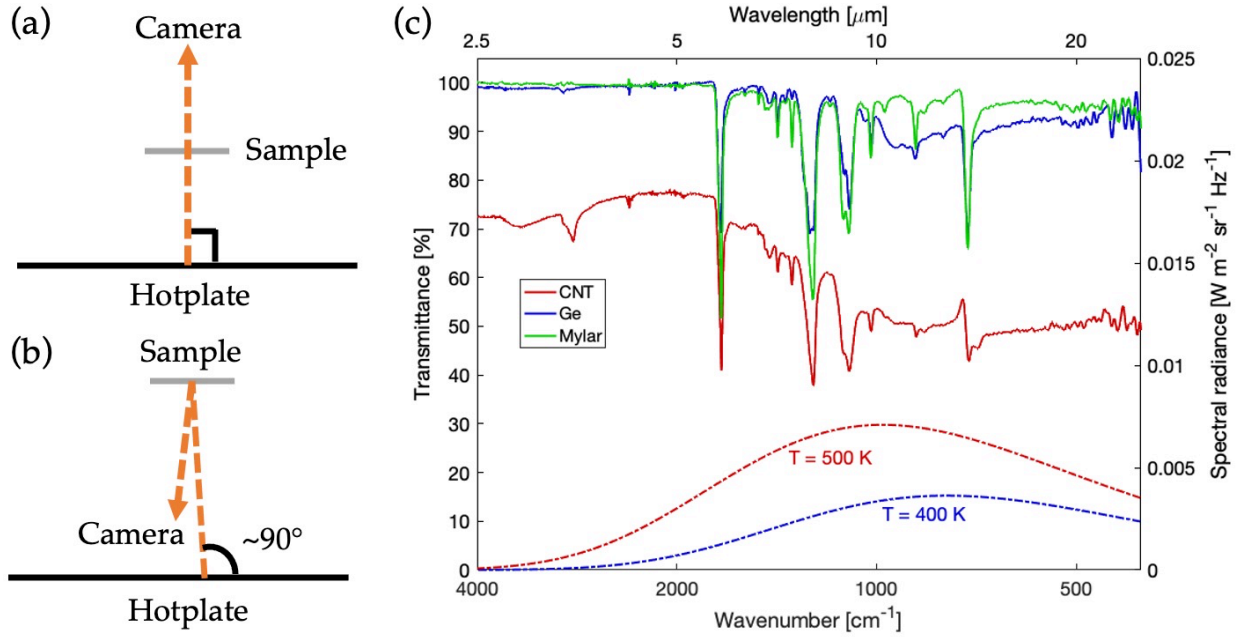 (a)
Camera
Sample
Hotplate
(b)
Sample
Camera
~90°
Hotplate
(c)
Wavelength [μm]
2.5 5 10 20
100
90
80
70
60
50
40
30
20
10
0
Transmittance [%]
CNT
Ge
Mylar
T = 500 K
T = 400 K
0.025
0.02
0.015
0.01
0.005
0
Spectral radiance [W m⁻² sr⁻¹ Hz⁻¹]
4000 2000 1000 500
Wavenumber [cm⁻¹]